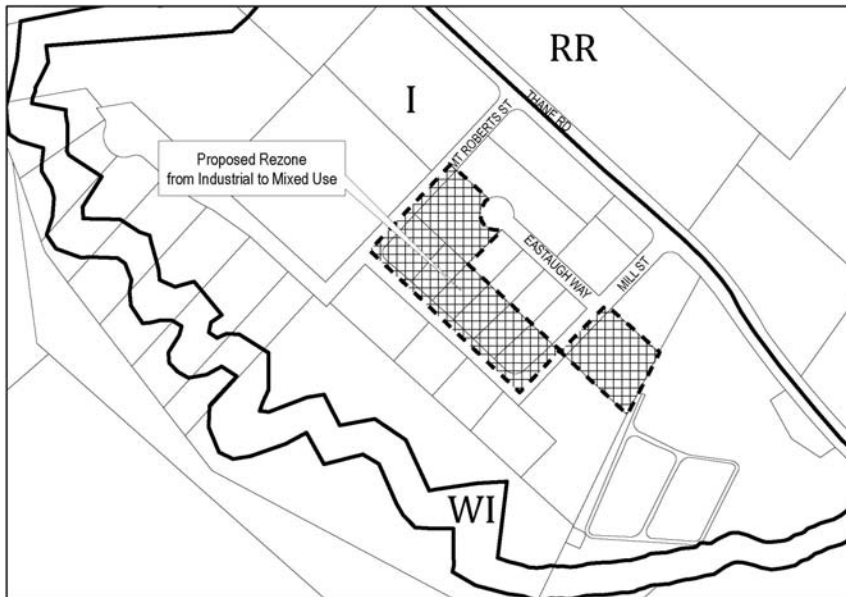 RR
I
THANE RD
MT ROBERTS ST
Proposed Rezone
from Industrial to Mixed Use
EASTAUGH WAY
MILL ST
WI